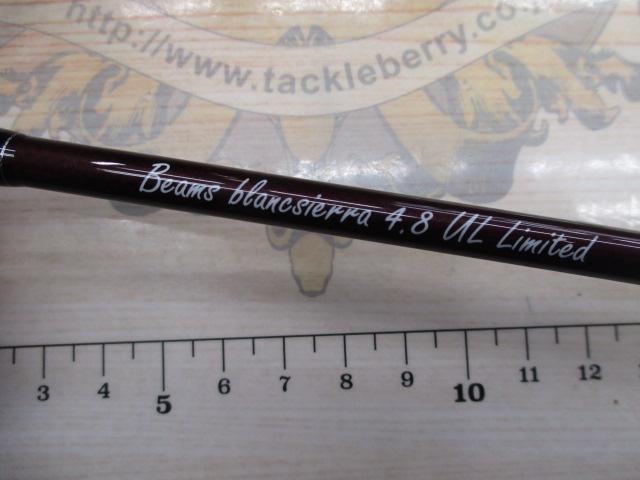 http://www.tackleberry.co.
Beams blancsierra 4.8 UL Limited
3 4 5 6 7 8 9 10 11 12